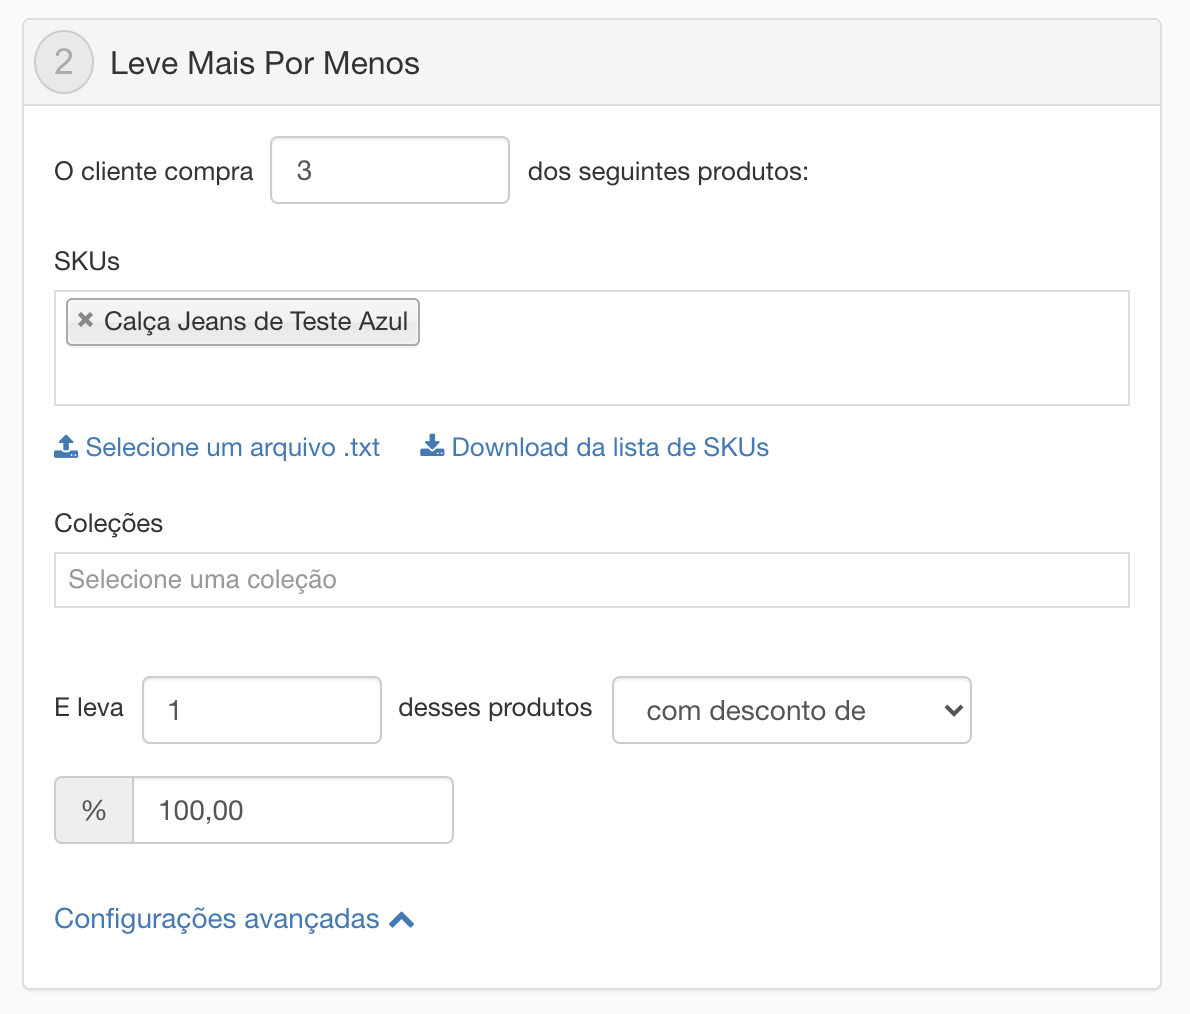 2 Leve Mais Por Menos
O cliente compra 3 dos seguintes produtos:
SKUs
✖ Calça Jeans de Teste Azul
Selecione um arquivo .txt Download da lista de SKUs
Coleções
Selecione uma coleção
E leva 1 desses produtos com desconto de
% 100,00
Configurações avançadas